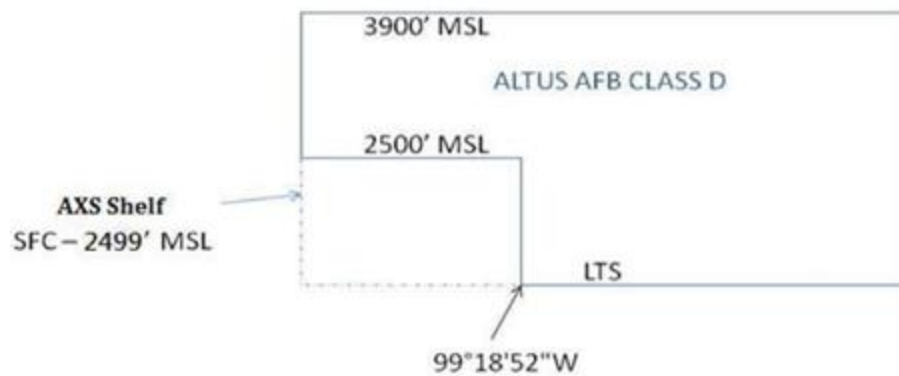 3900' MSL
ALTUS AFB CLASS D
2500' MSL
AXS Shelf
SFC – 2499' MSL
LTS
99°18'52"W